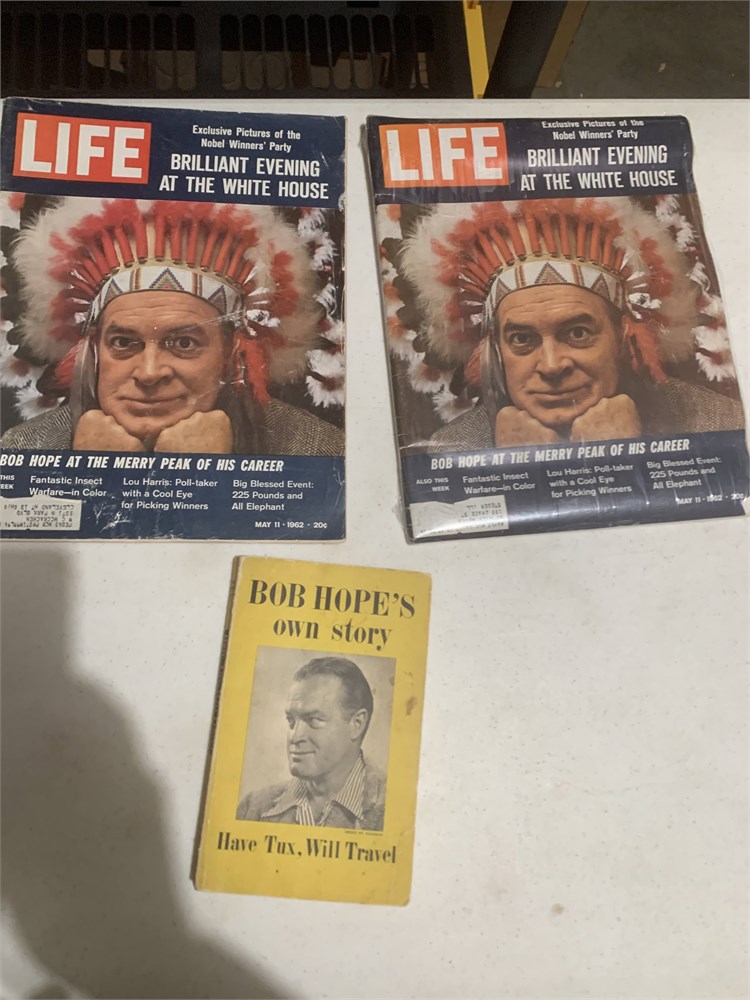 LIFE
Exclusive Pictures of the
Nobel Winners' Party
BRILLIANT EVENING
AT THE WHITE HOUSE
BOB HOPE AT THE MERRY PEAK OF HIS CAREER
THIS
WEEK
Fantastic Insect
Warfare—in Color
Lou Harris: Poll-taker
with a Cool Eye
for Picking Winners
Big Blessed Event:
225 Pounds and
All Elephant
MAY 11 · 1962 · 20¢
LIFE
Exclusive Pictures of the
Nobel Winners' Party
BRILLIANT EVENING
AT THE WHITE HOUSE
BOB HOPE AT THE MERRY PEAK OF HIS CAREER
ALSO THIS
WEEK
Fantastic Insect
Warfare—in Color
Lou Harris: Poll-taker
with a Cool Eye
for Picking Winners
Big Blessed Event:
225 Pounds and
All Elephant
MAY 11 · 1962 · 20¢
BOB HOPE'S
own story
Have Tux, Will Travel